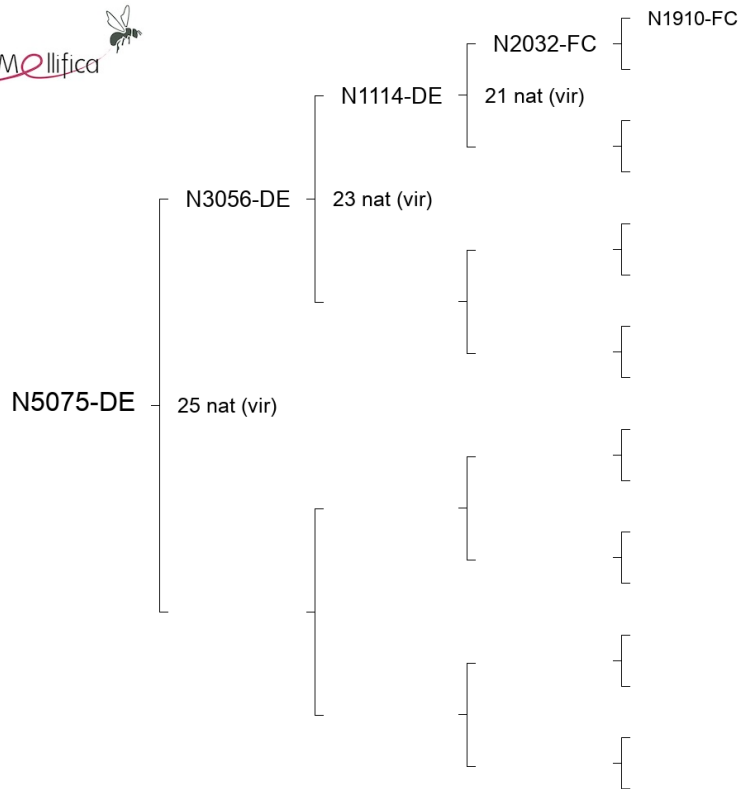 Mellifica
N1910-FC
N2032-FC
N1114-DE
21 nat (vir)
N3056-DE
23 nat (vir)
N5075-DE
25 nat (vir)